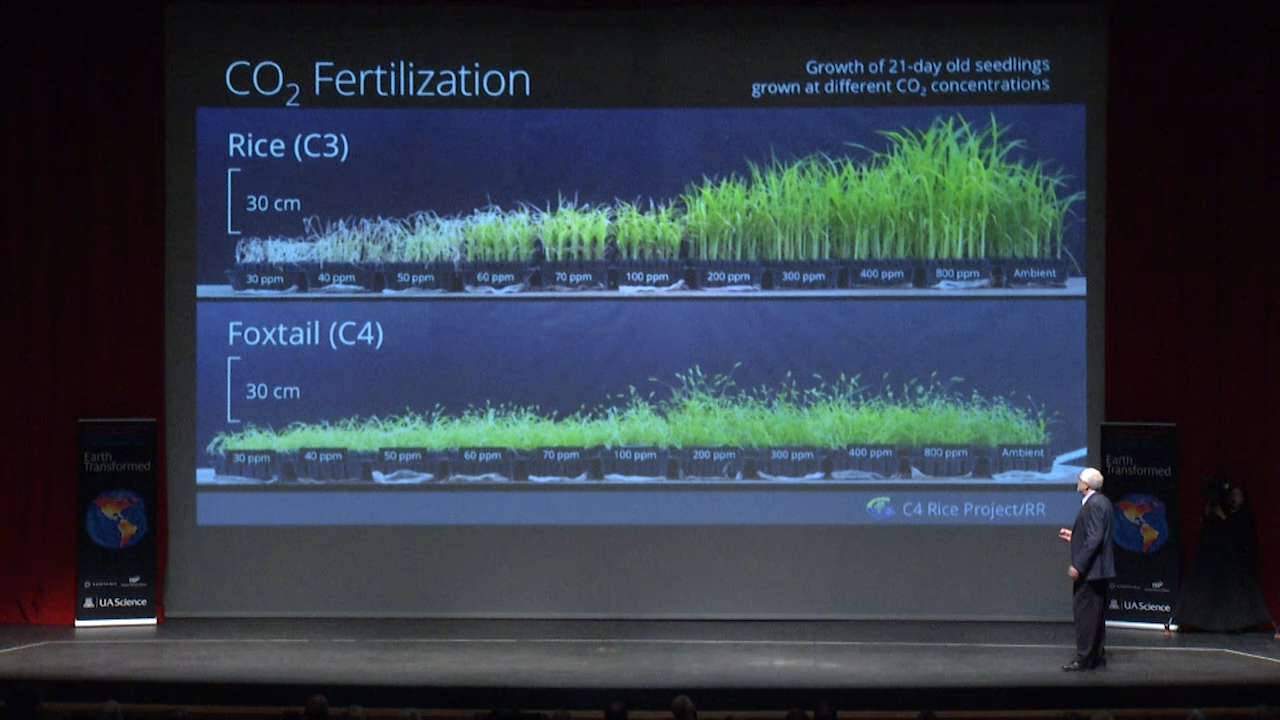 CO₂ Fertilization
Growth of 21-day old seedlings
grown at different CO₂ concentrations
Rice (C3)
30 cm
30 ppm 40 ppm 50 ppm 60 ppm 70 ppm 100 ppm 200 ppm 300 ppm 400 ppm 800 ppm Ambient
Foxtail (C4)
30 cm
30 ppm 40 ppm 50 ppm 60 ppm 70 ppm 100 ppm 200 ppm 300 ppm 400 ppm 800 ppm Ambient
C4 Rice Project/RR
Earth
Transformed
UA Science
Earth
Transformed
UA Science